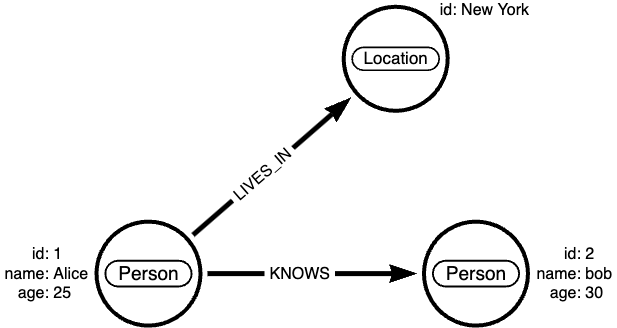 id: New York
Location
LIVES_IN
id: 1
name: Alice
age: 25
Person
KNOWS
Person
id: 2
name: bob
age: 30